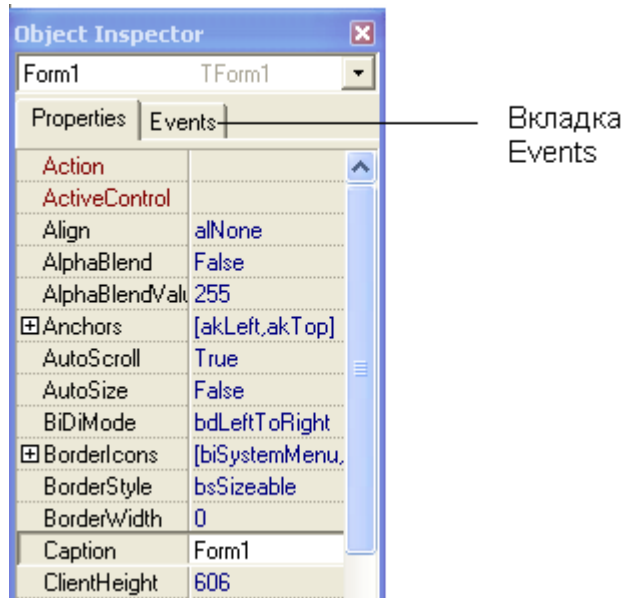 Object Inspector
Form1 TForm1
Properties Events
Вкладка
Events
Action
ActiveControl
Align alNone
AlphaBlend False
AlphaBlendValu 255
Anchors [akLeft,akTop]
AutoScroll True
AutoSize False
BiDiMode bdLeftToRight
BorderIcons [biSystemMenu,
BorderStyle bsSizeable
BorderWidth 0
Caption Form1
ClientHeight 606